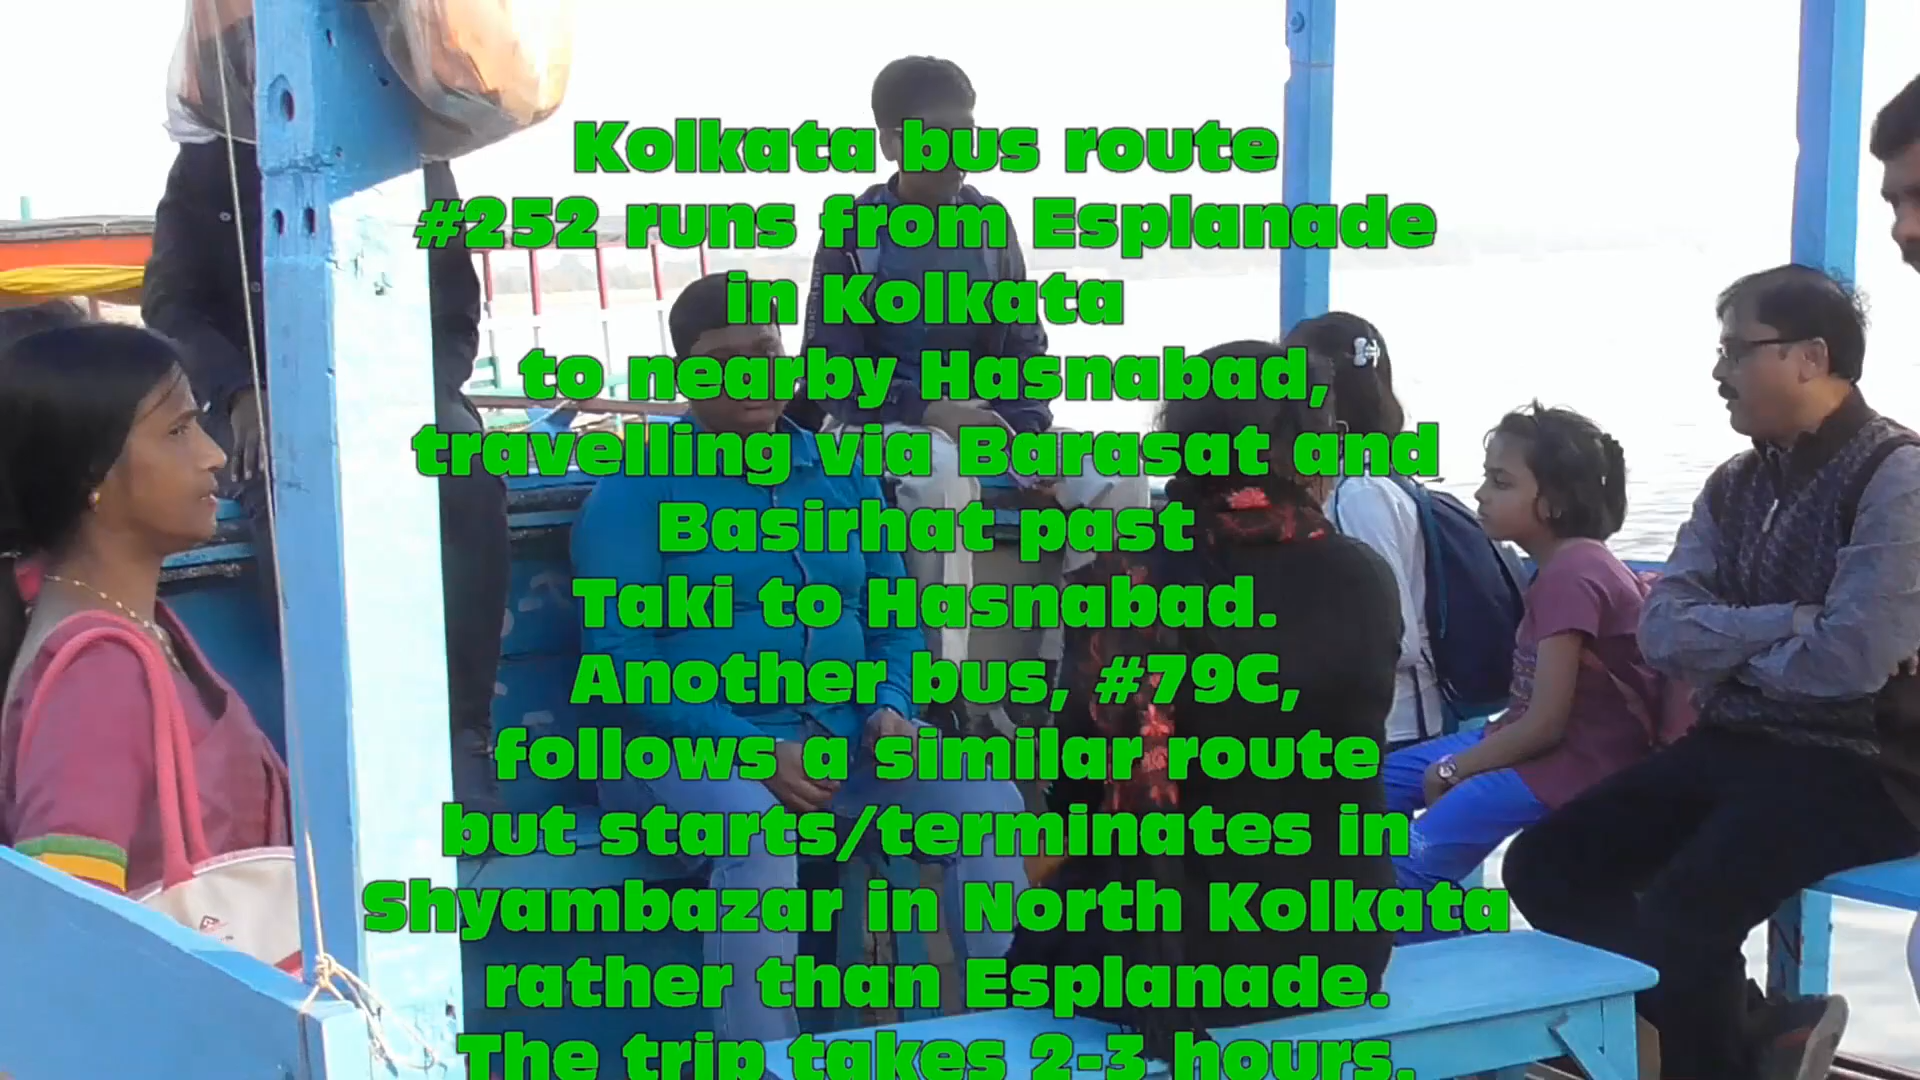 Kolkata bus route
#252 runs from Esplanade
in Kolkata
to nearby Hasnabad,
travelling via Barasat and
Basirhat past
Taki to Hasnabad.
Another bus, #79C,
follows a similar route
but starts/terminates in
Shyambazar in North Kolkata
rather than Esplanade.
The trip takes 2-3 hours.